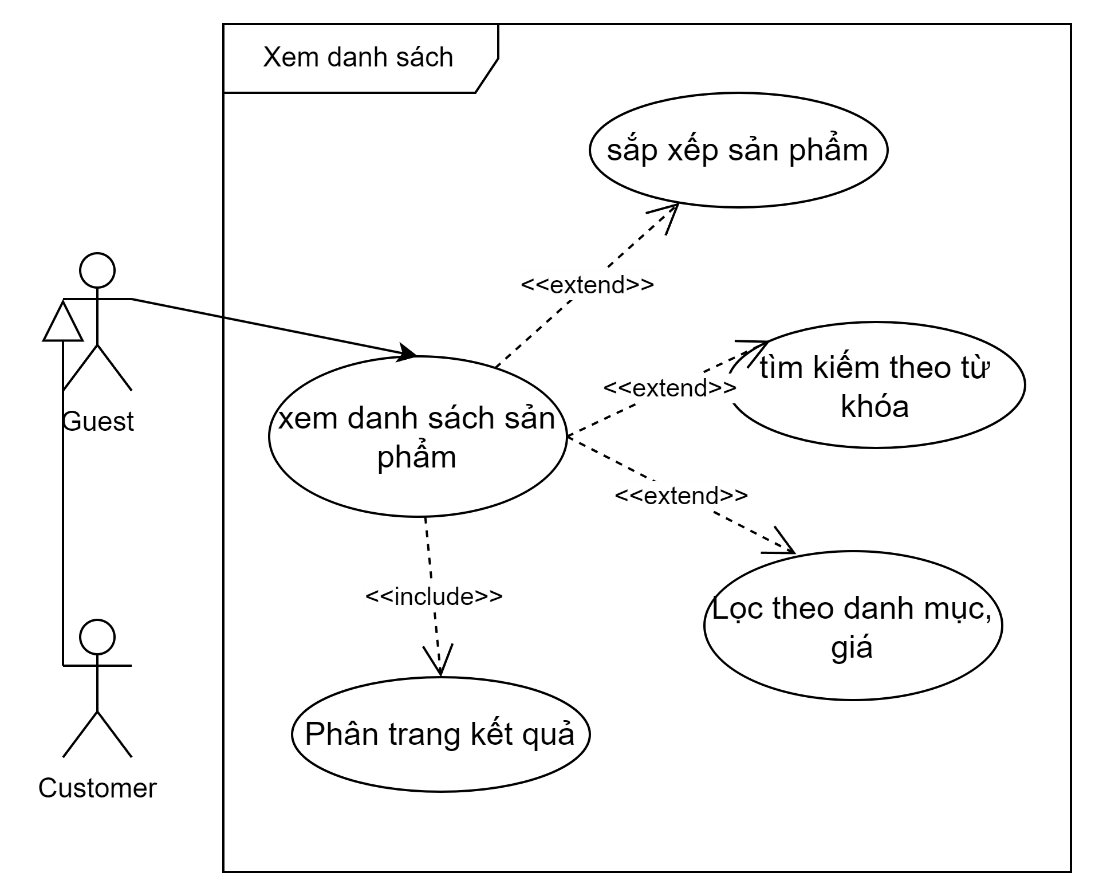 Xem danh sách
sắp xếp sản phẩm
<<extend>>
Guest
<<extend>>
tìm kiếm theo từ
khóa
xem danh sách sản
phẩm
<<extend>>
<<include>>
Lọc theo danh mục,
giá
Phân trang kết quả
Customer